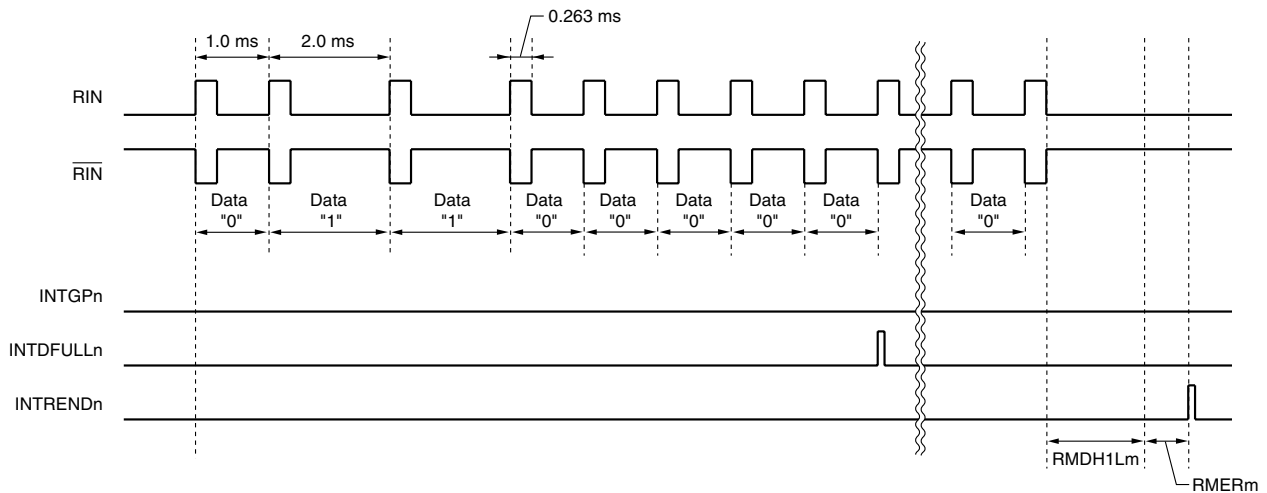 0.263 ms
1.0 ms 2.0 ms
RIN
RIN
Data "0"
Data "1"
Data "1"
Data "0"
Data "0"
Data "0"
Data "0"
Data "0"
Data "0"
INTGPn
INTDFULLn
INTRENDn
RMDH1Lm
RMERm